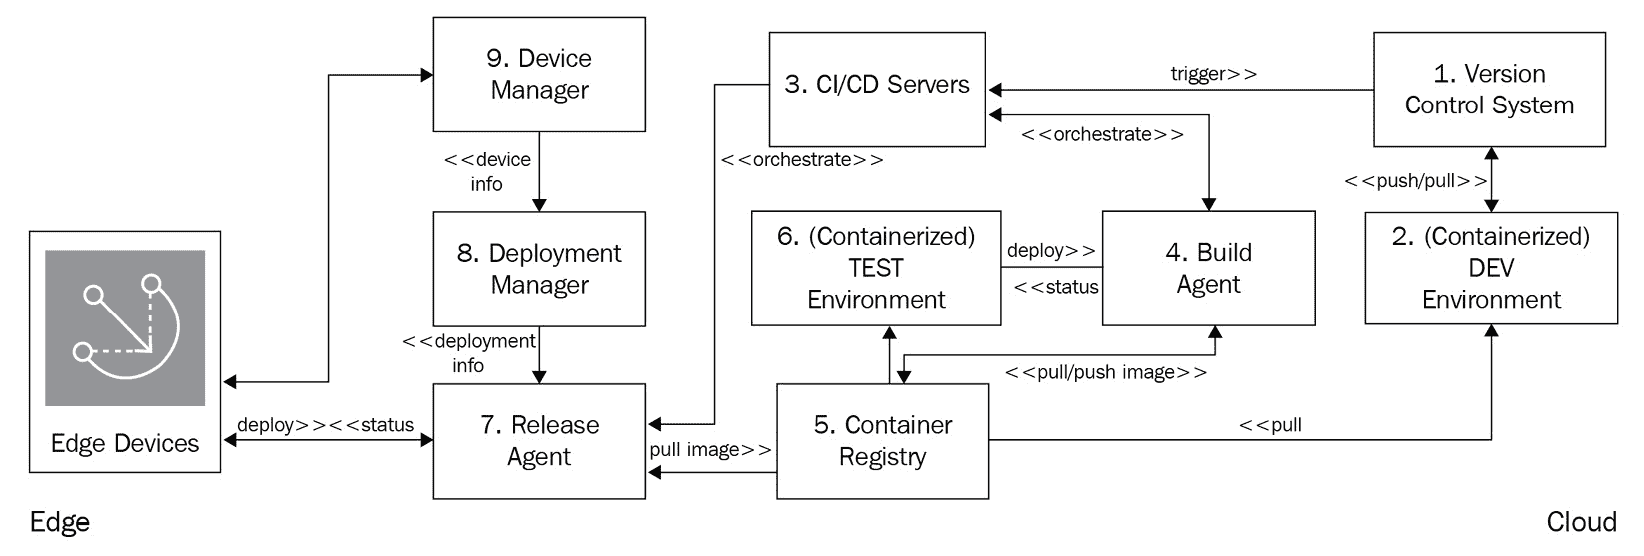 9. Device
Manager
3. CI/CD Servers
trigger>>
1. Version
Control System
<<orchestrate>>
<<device
info
<<orchestrate>>
<<push/pull>>
8. Deployment
Manager
6. (Containerized)
TEST
Environment
deploy>>
<<status
4. Build
Agent
2. (Containerized)
DEV
Environment
<<deployment
info
<<pull/push image>>
Edge Devices
deploy>><<status
7. Release
Agent
pull image>>
5. Container
Registry
<<pull
Edge
Cloud